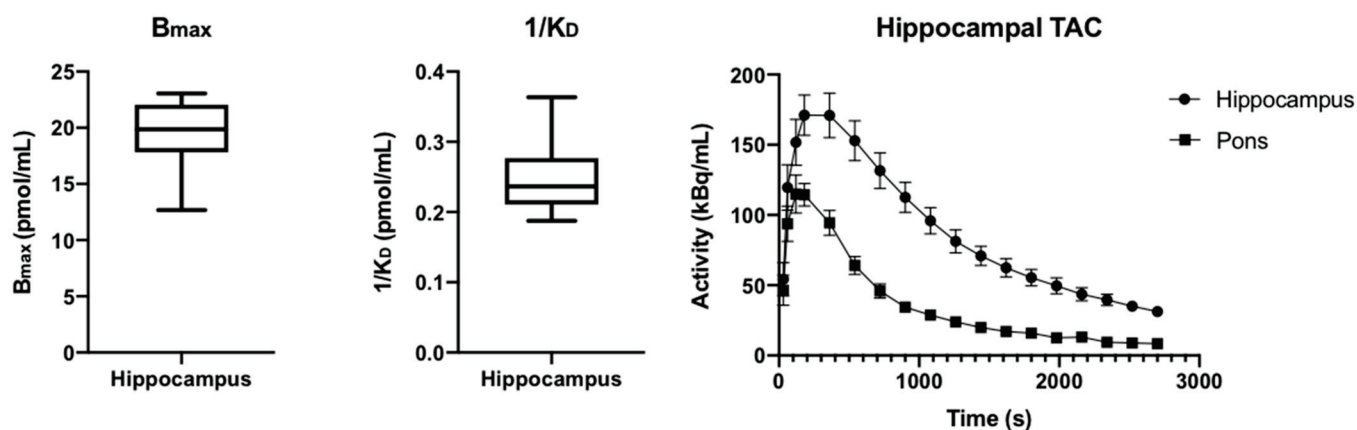 Bmax
Bmax (pmol/mL)
25
20
15
10
5
0
Hippocampus
1/KD
1/KD (pmol/mL)
0.4
0.3
0.2
0.1
0.0
Hippocampus
Hippocampal TAC
Activity (kBq/mL)
200
150
100
50
0
0 1000 2000 3000
Time (s)
Hippocampus
Pons